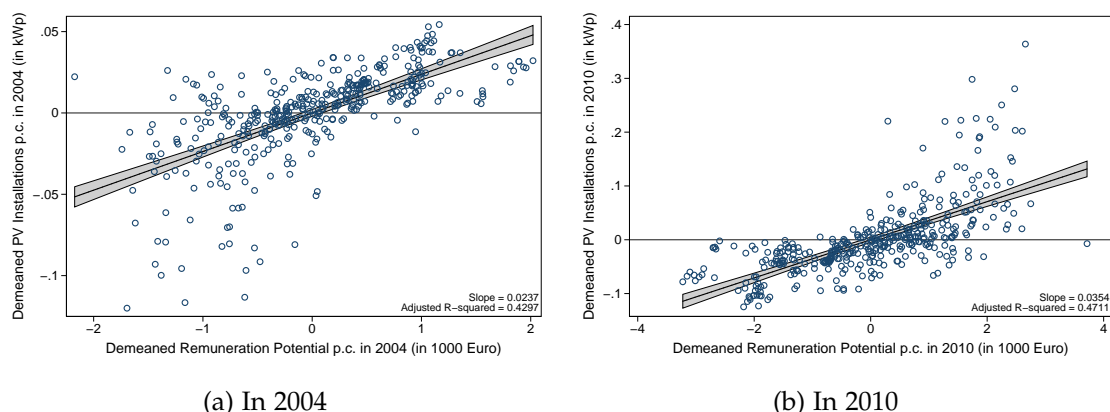 Demeaned PV Installations p.c. in 2004 (in kWp)
.05
0
-.05
-.1
-2
-1
0
1
2
Slope = 0.0237
Adjusted R-squared = 0.4297
Demeaned Remuneration Potential p.c. in 2004 (in 1000 Euro)
(a) In 2004
Demeaned PV Installations p.c. in 2010 (in kWp)
.4
.3
.2
.1
0
-.1
-4
-2
0
2
4
Slope = 0.0354
Adjusted R-squared = 0.4711
Demeaned Remuneration Potential p.c. in 2010 (in 1000 Euro)
(b) In 2010